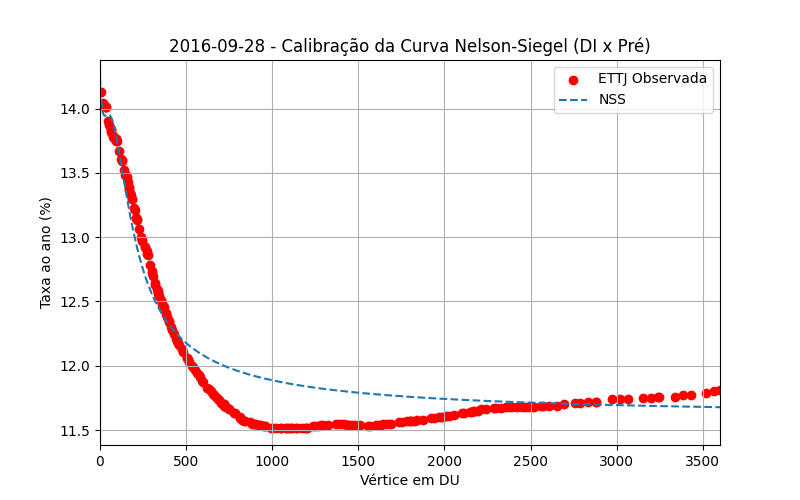 2016-09-28 - Calibração da Curva Nelson-Siegel (DI x Pré)
ETTJ Observada
NSS
Taxa ao ano (%)
14.0
13.5
13.0
12.5
12.0
11.5
0 500 1000 1500 2000 2500 3000 3500
Vértice em DU